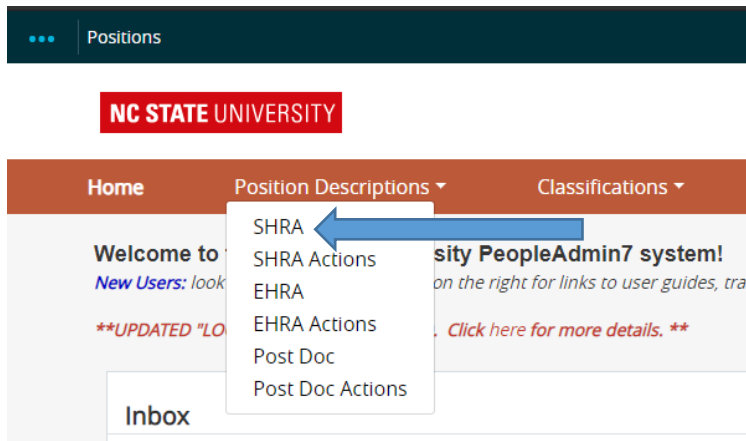 Positions
NC STATE UNIVERSITY
Home Position Descriptions Classifications
SHRA
SHRA Actions
EHRA
EHRA Actions
Post Doc
Post Doc Actions
Welcome to sity PeopleAdmin7 system!
New Users: look on the right for links to user guides,
**UPDATED . Click here for more details. **
Inbox